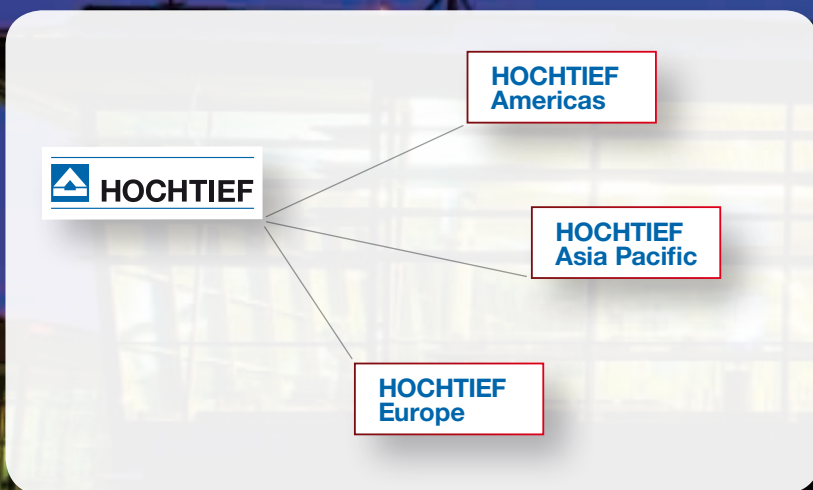 HOCHTIEF
HOCHTIEF
Americas
HOCHTIEF
Asia Pacific
HOCHTIEF
Europe